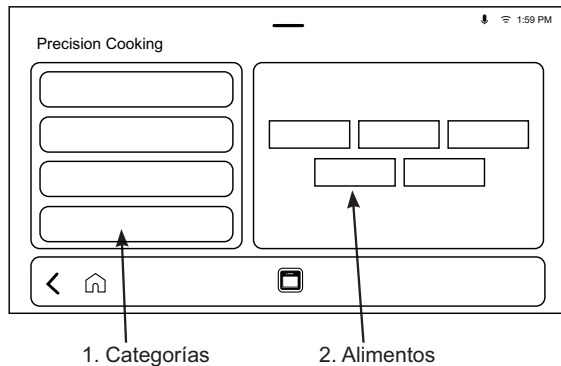 1:59 PM
Precision Cooking
1. Categorías
2. Alimentos